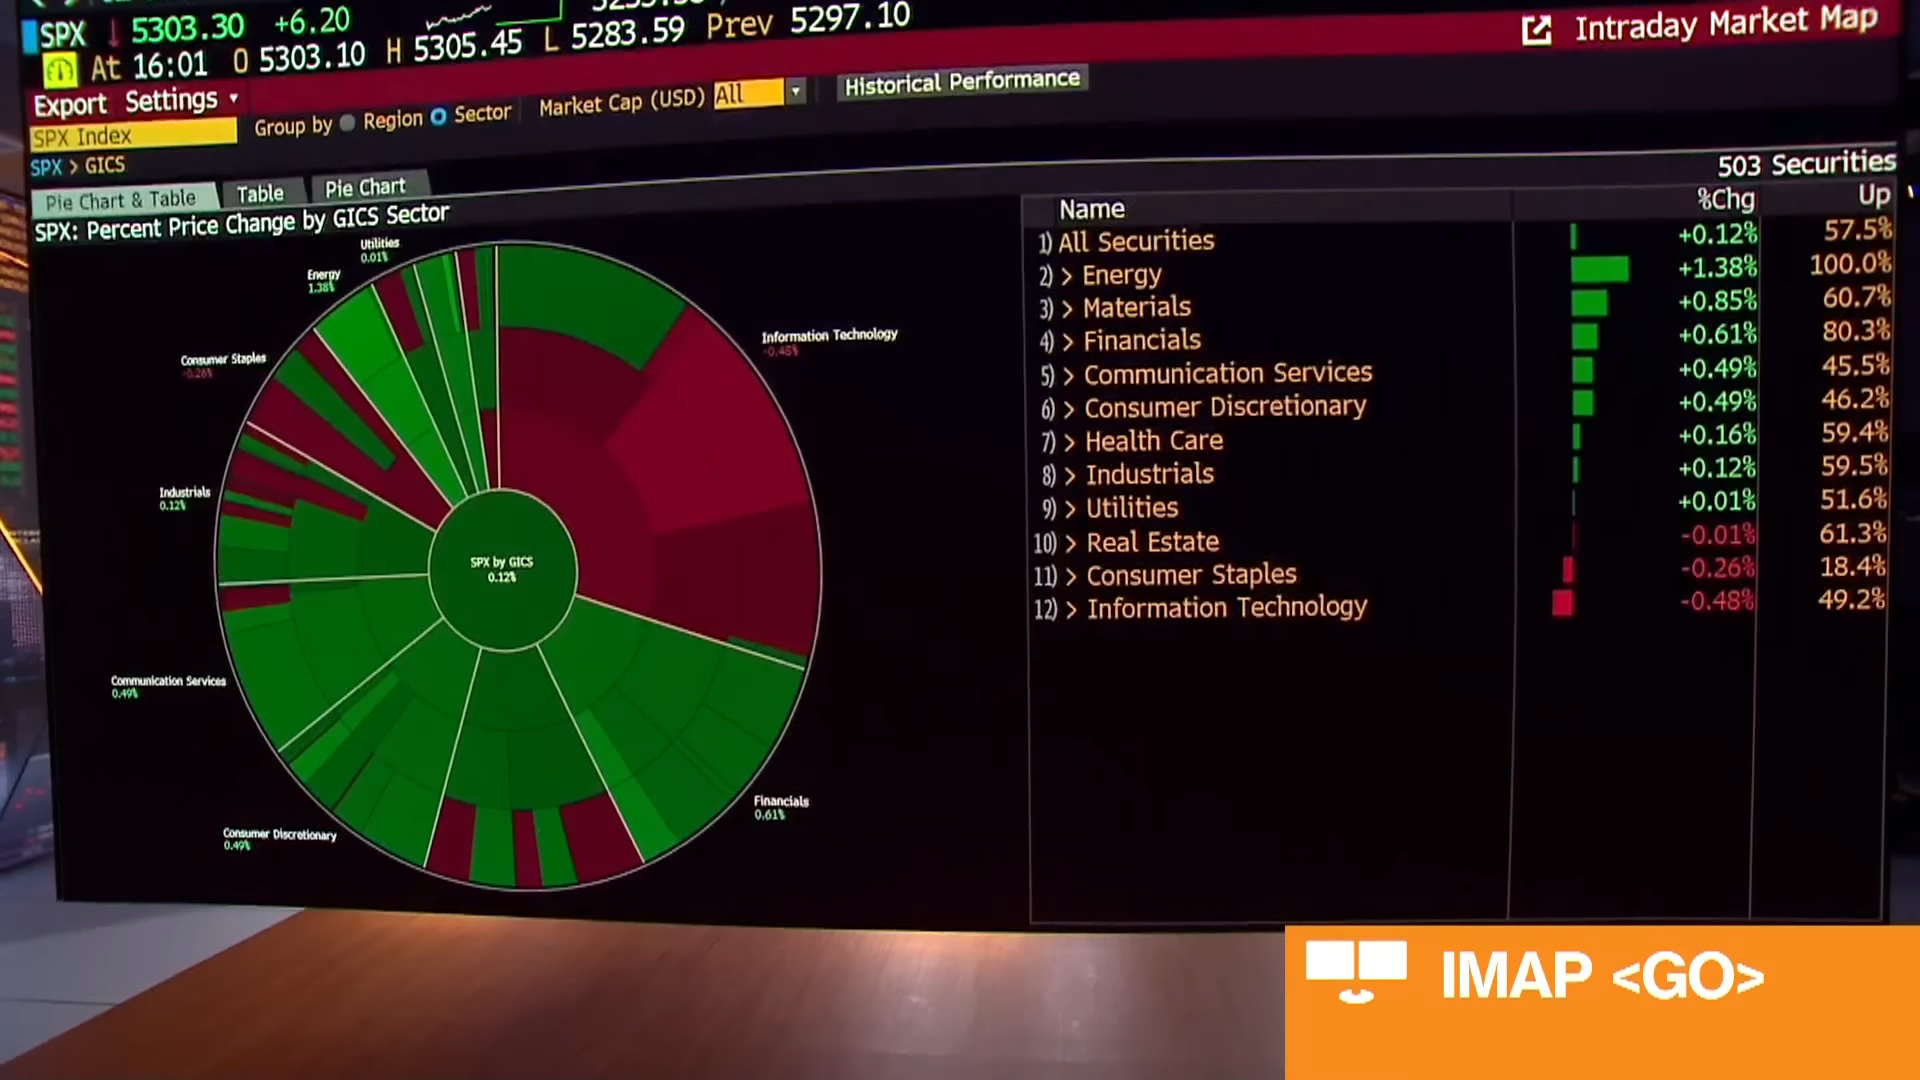 SPX ↓ 5303.30 +6.20
At 16:01 O 5303.10 H 5305.45 L 5283.59 Prev 5297.10
Intraday Market Map
Export Settings
SPX Index
Group by Region Sector Market Cap (USD) All
Historical Performance
SPX > GICS
503 Securities
Pie Chart & Table Table Pie Chart
SPX: Percent Price Change by GICS Sector
Utilities
0.01%
Energy
1.38%
Consumer Staples
-0.26%
Industrials
0.12%
Communication Services
0.49%
Consumer Discretionary
0.49%
Information Technology
-0.48%
Financials
0.61%
SPX by GICS
0.12%
Name %Chg Up
1) All Securities +0.12% 57.5%
2) > Energy +1.38% 100.0%
3) > Materials +0.85% 60.7%
4) > Financials +0.61% 80.3%
5) > Communication Services +0.49% 45.5%
6) > Consumer Discretionary +0.49% 46.2%
7) > Health Care +0.16% 59.4%
8) > Industrials +0.12% 59.5%
9) > Utilities +0.01% 51.6%
10) > Real Estate -0.01% 61.3%
11) > Consumer Staples -0.26% 18.4%
12) > Information Technology -0.48% 49.2%
IMAP <GO>